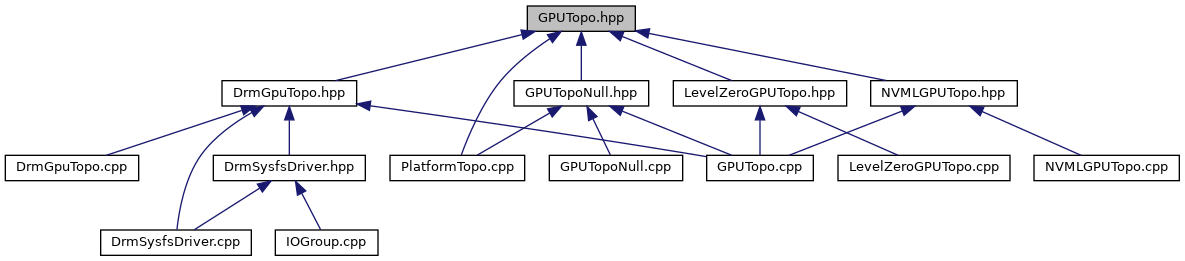 GPUTopo.hpp
DrmGpuTopo.hpp
GPUTopoNull.hpp
LevelZeroGPUTopo.hpp
NVMLGPUTopo.hpp
DrmGpuTopo.cpp
DrmSysfsDriver.hpp
PlatformTopo.cpp
GPUTopoNull.cpp
GPUTopo.cpp
LevelZeroGPUTopo.cpp
NVMLGPUTopo.cpp
DrmSysfsDriver.cpp
IOGroup.cpp